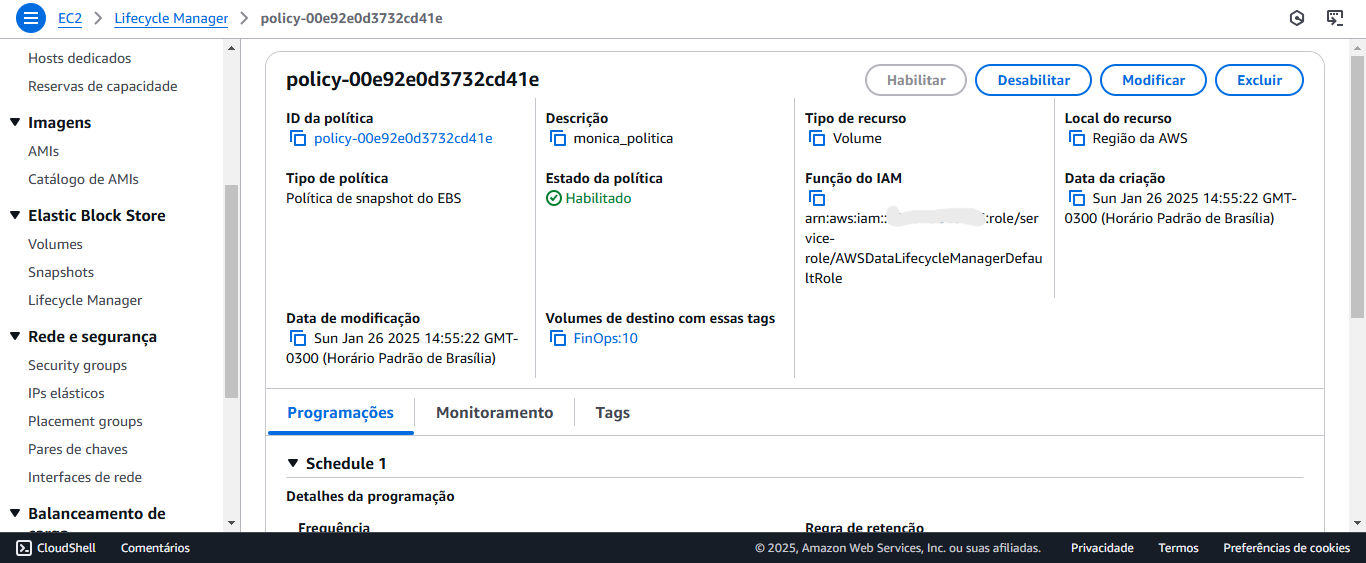 EC2 > Lifecycle Manager > policy-00e92e0d3732cd41e
Hosts dedicados
Reservas de capacidade
Imagens
AMIs
Catálogo de AMIs
Elastic Block Store
Volumes
Snapshots
Lifecycle Manager
Rede e segurança
Security groups
IPs elásticos
Placement groups
Pares de chaves
Interfaces de rede
Balanceamento de
carga
policy-00e92e0d3732cd41e
Habilitar
Desabilitar
Modificar
Excluir
ID da política
policy-00e92e0d3732cd41e
Descrição
monica_politica
Tipo de recurso
Volume
Local do recurso
Região da AWS
Tipo de política
Política de snapshot do EBS
Estado da política
Habilitado
Função do IAM
arn:aws:iam:: :role/ser
vice-
role/AWSDataLifecycleManagerDefau
ltRole
Data da criação
Sun Jan 26 2025 14:55:22 GMT-
0300 (Horário Padrão de Brasília)
Data de modificação
Sun Jan 26 2025 14:55:22 GMT-
0300 (Horário Padrão de Brasília)
Volumes de destino com essas tags
FinOps:10
Programações
Monitoramento
Tags
Schedule 1
Detalhes da programação
Frequência
Regra de retenção
CloudShell
Comentários
© 2025, Amazon Web Services, Inc. ou suas afiliadas.
Privacidade
Termos
Preferências de cookies